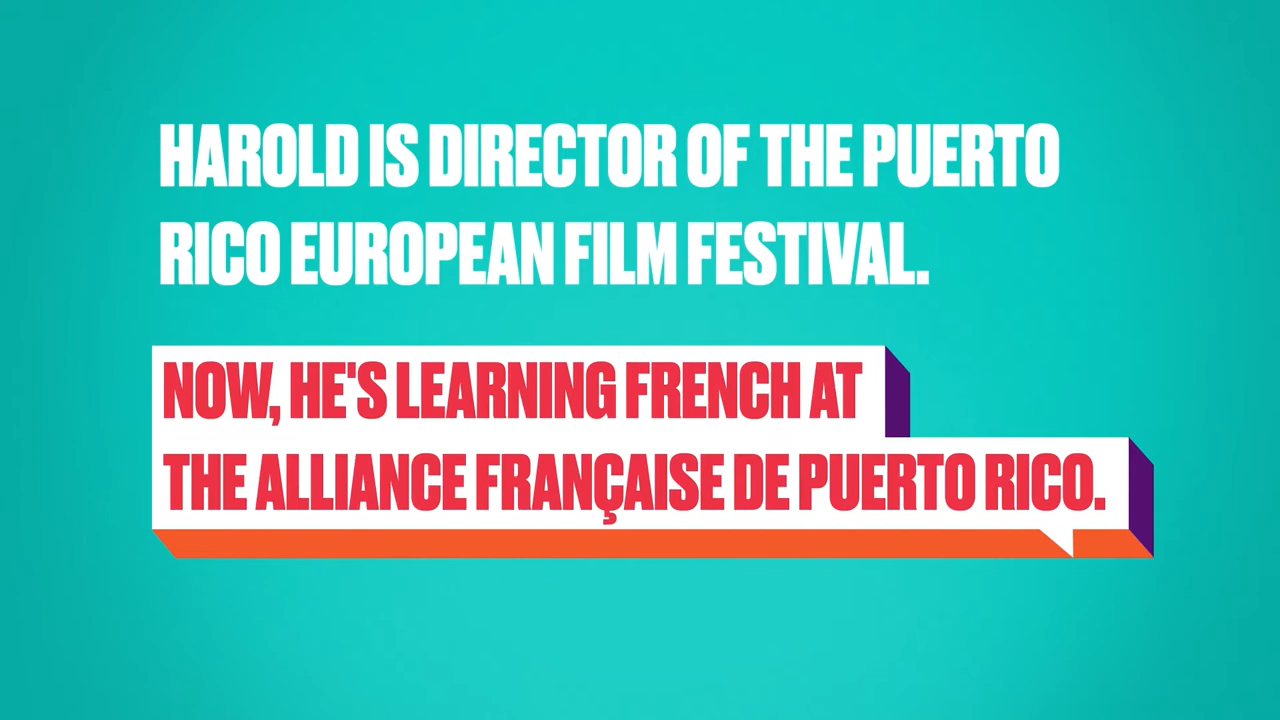 HAROLD IS DIRECTOR OF THE PUERTO
RICO EUROPEAN FILM FESTIVAL.
NOW, HE'S LEARNING FRENCH AT
THE ALLIANCE FRANÇAISE DE PUERTO RICO.